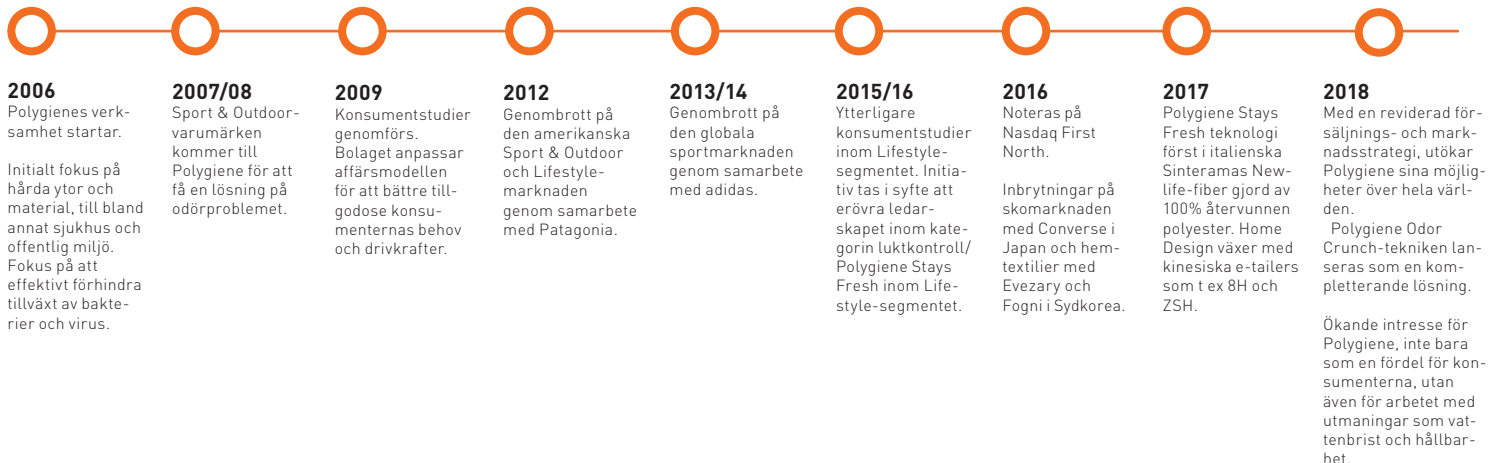 2006
Polygienes verk-
samhet startar.
Initialt fokus på
hårda ytor och
material, till bland
annat sjukhus och
offentlig miljö.
Fokus på att
effektivt förhindra
tillväxt av bakte-
rier och virus.
2007/08
Sport & Outdoor-
varumärken
kommer till
Polygiene för att
få en lösning på
odörproblemet.
2009
Konsumentstudier
genomförs.
Bolaget anpassar
affärsmodellen
för att bättre till-
godose konsu-
menternas behov
och drivkrafter.
2012
Genombrott på
den amerikanska
Sport & Outdoor
och Lifestyle-
marknaden
genom samarbete
med Patagonia.
2013/14
Genombrott på
den globala
sportmarknaden
genom samarbete
med adidas.
2015/16
Ytterligare
konsumentstudier
inom Lifestyle-
segmentet. Initia-
tiv tas i syfte att
erövra ledar-
skapet inom kate-
gorin luktkontroll/
Polygiene Stays
Fresh inom Life-
style-segmentet.
2016
Noteras på
Nasdaq First
North.
Inbrytningar på
skomarknaden
med Converse i
Japan och hem-
textilier med
Evezary och
Fogni i Sydkorea.
2017
Polygiene Stays
Fresh teknologi
först i italienska
Sinteramas New-
life-fiber gjord av
100% återvunnen
polyester. Home
Design växer med
kinesiska e-tailers
som t ex 8H och
ZSH.
2018
Med en reviderad för-
säljnings- och mark-
nadsstrategi, utökar
Polygiene sina möjlig-
heter över hela värl-
den.
Polygiene Odor
Crunch-tekniken lan-
seras som en kom-
pletterande lösning.
Ökande intresse för
Polygiene, inte bara
som en fördel för kon-
sumenterna, utan
även för arbetet med
utmaningar som vat-
tenbrist och hållbar-
het.